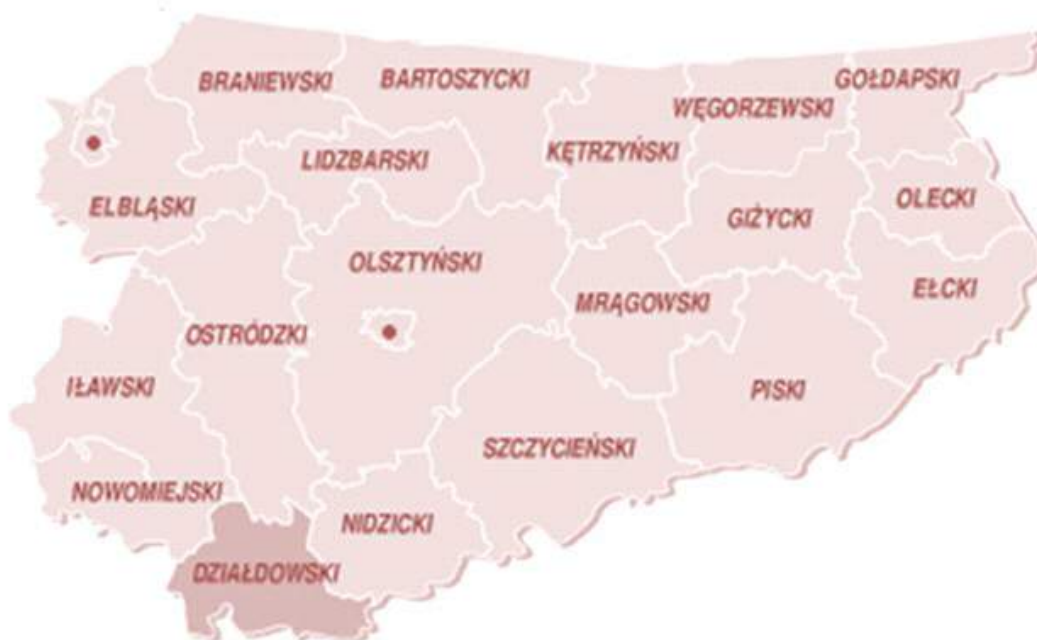 BRANIEWSKI
BARTOSZYCKI
GOŁDAPSKI
WĘGORZEWSKI
LIDZBARSKI
KĘTRZYŃSKI
ELBLĄSKI
GIŻYCKI
OLECKI
OLSZTYŃSKI
MRĄGOWSKI
EŁCKI
OSTRÓDZKI
IŁAWSKI
PISKI
SZCZYCIEŃSKI
NOWOMIEJSKI
NIDZICKI
DZIAŁDOWSKI